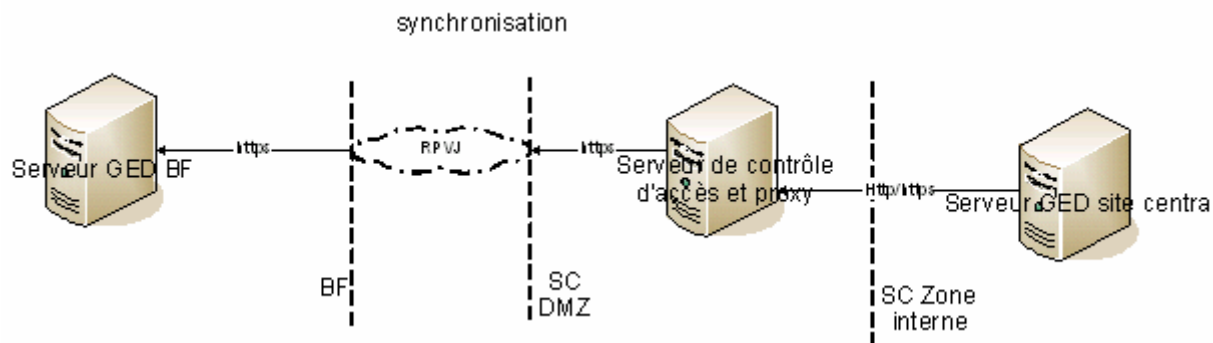 synchronisation
https
RPVJ
https
Http/https
Serveur GED BF
Serveur de contrôle
d'accès et proxy
Serveur GED site centra
BF
SC
DMZ
SC Zone
interne